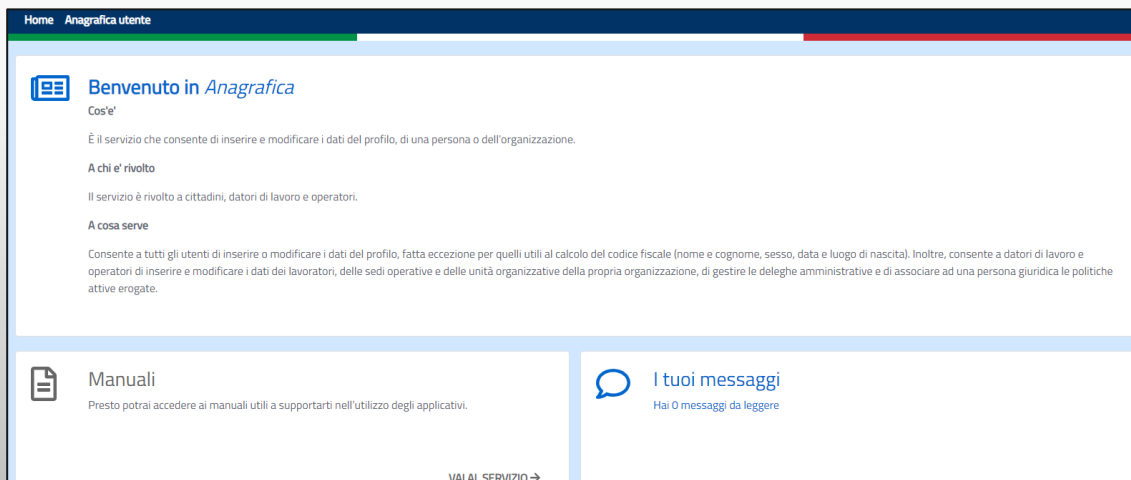 Home Anagrafica utente
Benvenuto in Anagrafica
Cos'e'
È il servizio che consente di inserire e modificare i dati del profilo, di una persona o dell'organizzazione.
A chi e' rivolto
Il servizio è rivolto a cittadini, datori di lavoro e operatori.
A cosa serve
Consente a tutti gli utenti di inserire o modificare i dati del profilo, fatta eccezione per quelli utili al calcolo del codice fiscale (nome e cognome, sesso, data e luogo di nascita). Inoltre, consente a datori di lavoro e
operatori di inserire e modificare i dati dei lavoratori, delle sedi operative e delle unità organizzative della propria organizzazione, di gestire le deleghe amministrative e di associare ad una persona giuridica le politiche
attive erogate.
Manuali
Presto potrai accedere ai manuali utili a supportarti nell'utilizzo degli applicativi.
VAI AL SERVIZIO →
I tuoi messaggi
Hai 0 messaggi da leggere